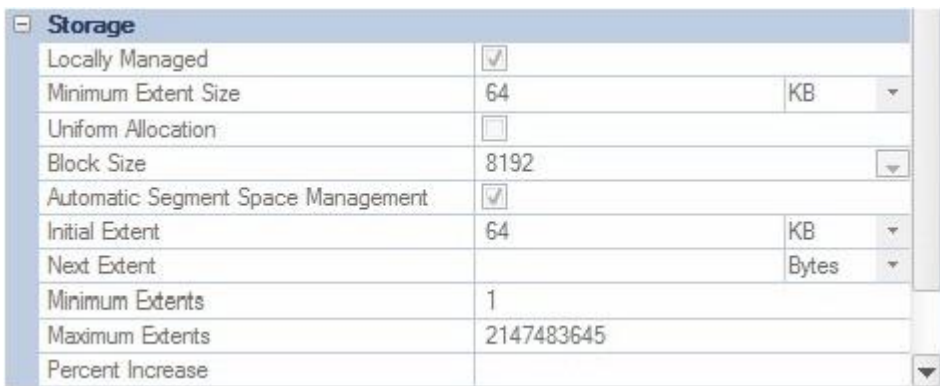 Storage
Locally Managed
Minimum Extent Size 64 KB
Uniform Allocation
Block Size 8192
Automatic Segment Space Management
Initial Extent 64 KB
Next Extent Bytes
Minimum Extents 1
Maximum Extents 2147483645
Percent Increase